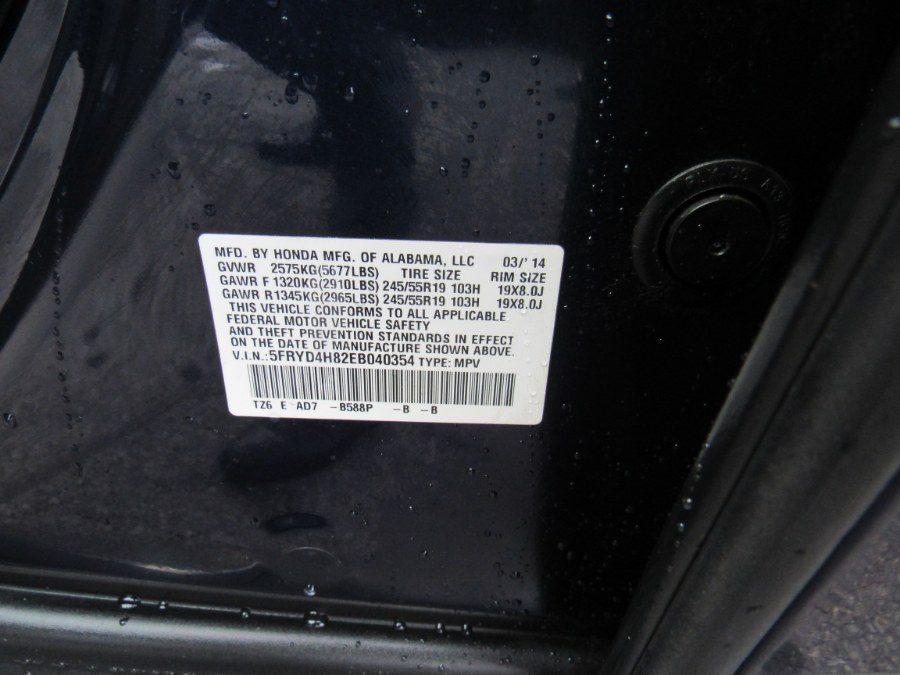 MFD. BY HONDA MFG. OF ALABAMA, LLC 03/'14
GVWR 2575KG(5677LBS) TIRE SIZE RIM SIZE
GAWR F 1320KG(2910LBS) 245/55R19 103H 19X8.0J
GAWR R1345KG(2965LBS) 245/55R19 103H 19X8.0J
THIS VEHICLE CONFORMS TO ALL APPLICABLE
FEDERAL MOTOR VEHICLE SAFETY
AND THEFT PREVENTION STANDARDS IN EFFECT
ON THE DATE OF MANUFACTURE SHOWN ABOVE.
V.I.N.:5FRYD4H82EB040354 TYPE: MPV
TZ6 E AD7 -B588P -B -B